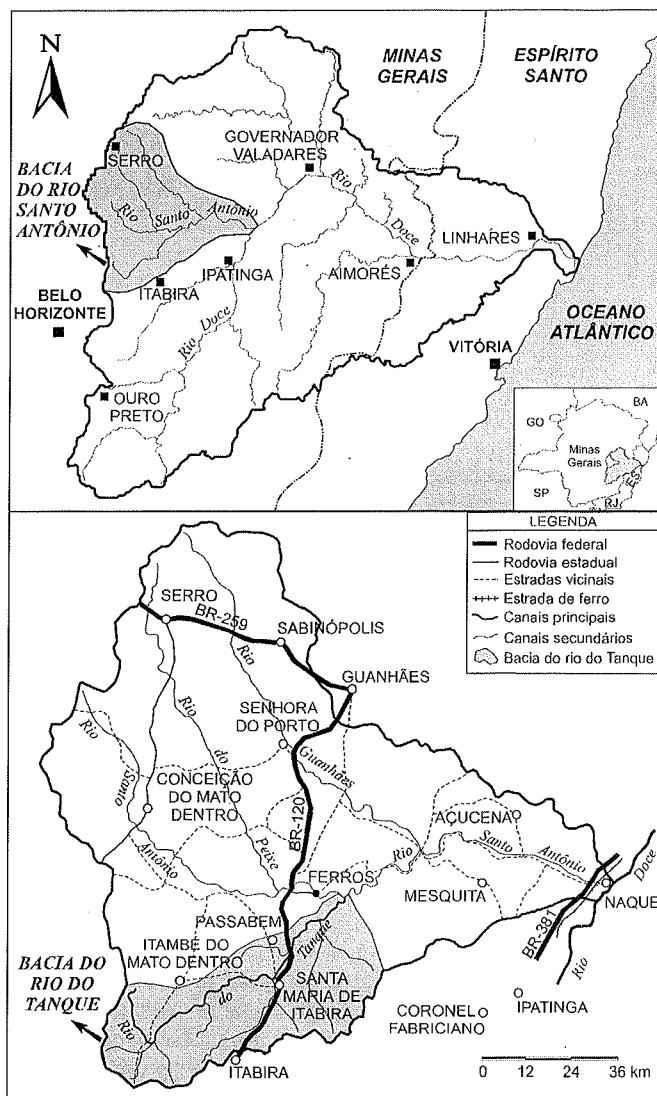 N
MINAS
GERAIS
ESPÍRITO
SANTO
SERRO
GOVERNADOR
VALADARES
BACIA
DO RIO
SANTO
ANTÔNIO
Rio
Santo
Antônio
Rio
Doce
LINHARES
IPATINGA
AIMORÉS
ITABIRA
BELO
HORIZONTE
Rio Doce
OCEANO
ATLÂNTICO
VITÓRIA
OURO
PRETO
GO
BA
Minas
Gerais
ES
SP
RJ
LEGENDA
Rodovia federal
Rodovia estadual
Estradas vicinais
Estrada de ferro
Canais principais
Canais secundários
Bacia do rio do Tanque
SERRO
BR-259
SABINÓPOLIS
GUANHÃES
Rio
SENHORA
DO PORTO
Rio
Rio
do
Guanhães
Santo
CONCEIÇÃO
DO MATO
DENTRO
BR-120
AÇUCENA
Antônio
Peixe
Rio
Santo
Antônio
Doce
FERROS
MESQUITA
NAQUE
PASSABEM
ITAMBÉ DO
MATO DENTRO
Tanque
BR-381
BACIA DO
RIO DO
TANQUE
do
SANTA
MARIA DE
ITABIRA
Rio
Rio
IPATINGA
CORONEL
FABRICIANO
ITABIRA
0 12 24 36 km